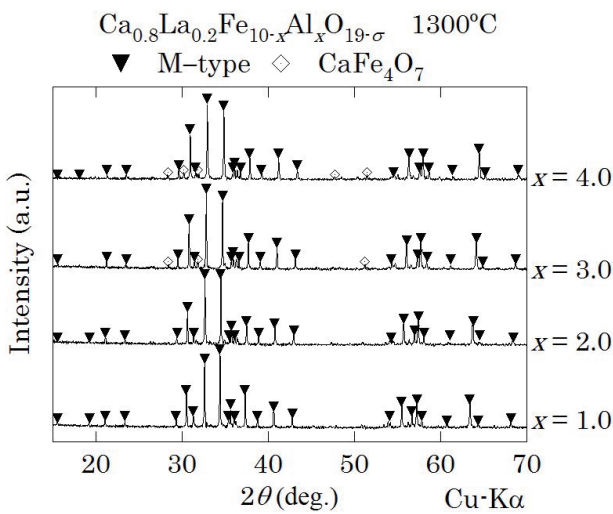 Ca0.8La0.2Fe10-xAlxO19-σ 1300ºC
▼ M–type ◇ CaFe4O7
Intensity (a.u.)
x = 4.0
x = 3.0
x = 2.0
x = 1.0
20 30 40 50 60 70
2θ (deg.) Cu-Kα